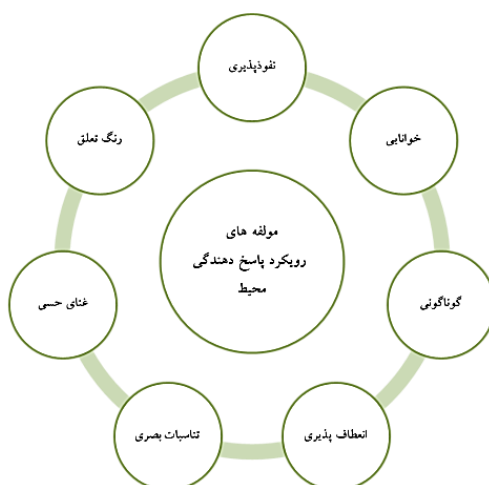 نفوذپذیری
خوانایی
رنگ تعلق
مولفه های
رویکرد پاسخ دهندگی
محیط
گوناگونی
غنای حسی
انعطاف پذیری
تناسبات بصری